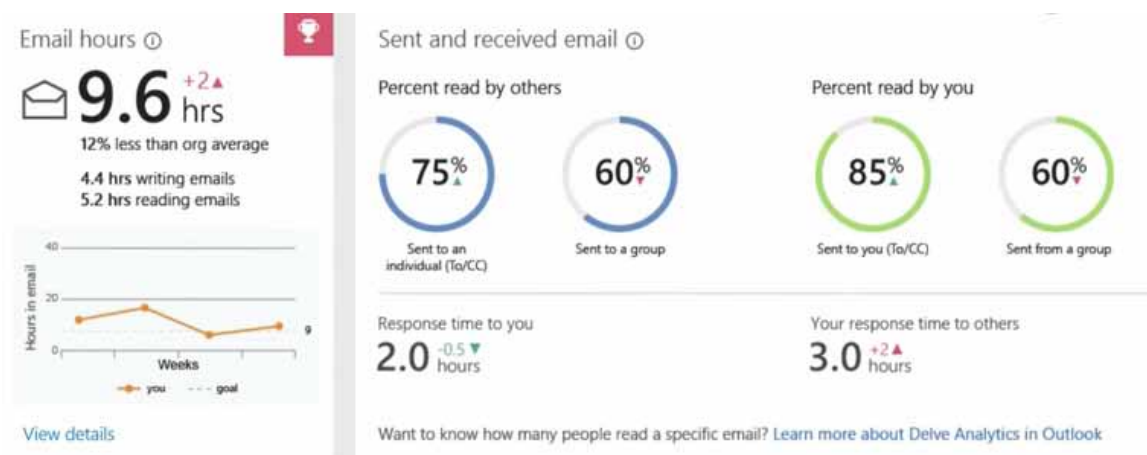 Email hours
9.6 +2 hrs
12% less than org average
4.4 hrs writing emails
5.2 hrs reading emails
40
20
0
Hours in email
9
Weeks
you
goal
View details
Sent and received email
Percent read by others
75%
Sent to an
individual (To/CC)
60%
Sent to a group
Percent read by you
85%
Sent to you (To/CC)
60%
Sent from a group
Response time to you
2.0 -0.5 hours
Your response time to others
3.0 +2 hours
Want to know how many people read a specific email? Learn more about Delve Analytics in Outlook